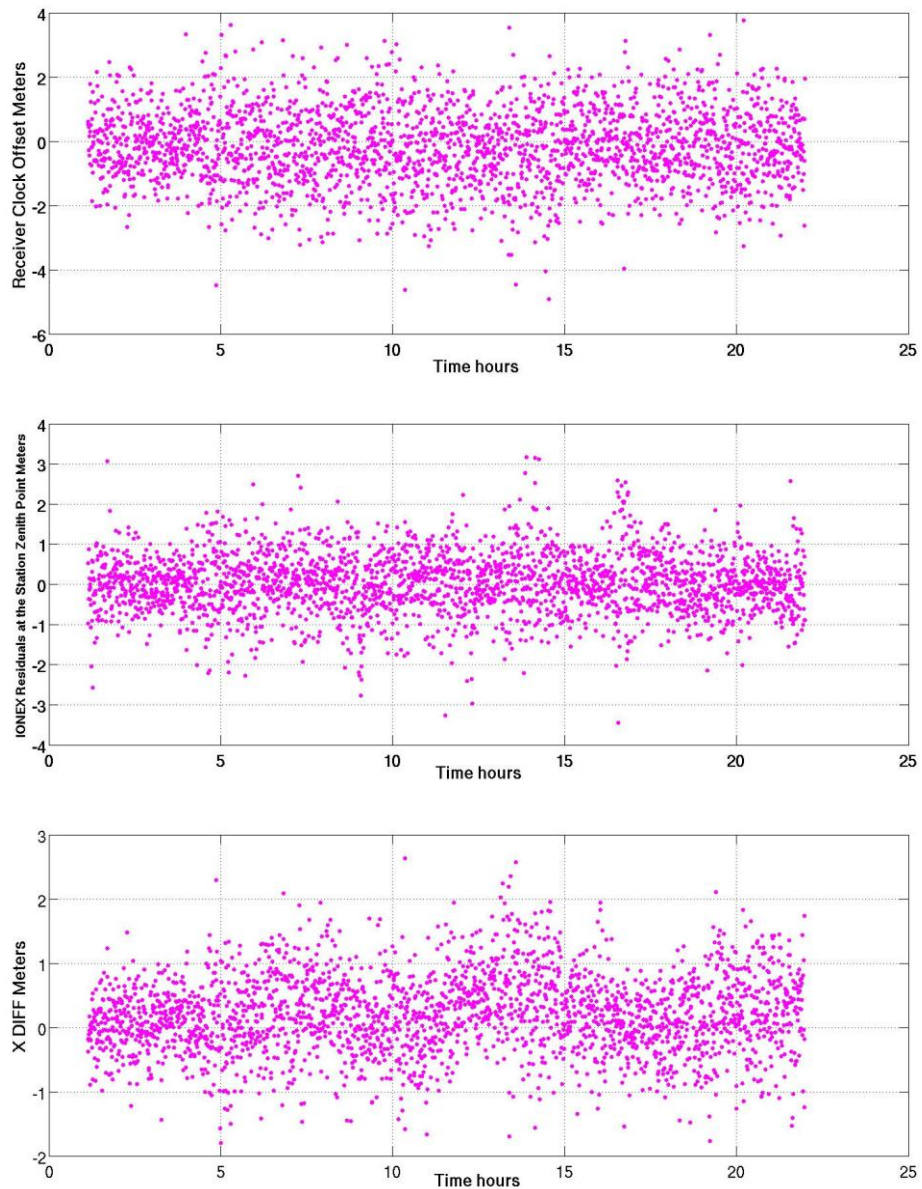 4
2
0
-2
-4
-6
Receiver Clock Offset Meters
0 5 10 15 20 25
Time hours
4
3
2
1
0
-1
-2
-3
-4
IONEX Residuals at the Station Zenith Point Meters
0 5 10 15 20 25
Time hours
3
2
1
0
-1
-2
X DIFF Meters
0 5 10 15 20 25
Time hours